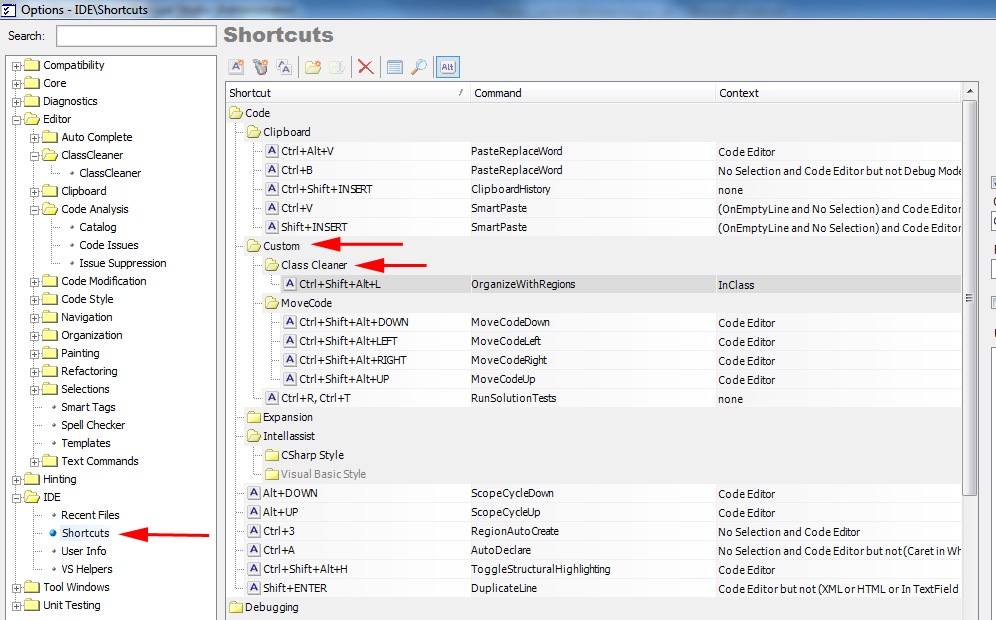 Options - IDE\Shortcuts
Search:
Compatibility
Core
Diagnostics
Editor
Auto Complete
ClassCleaner
ClassCleaner
Clipboard
Code Analysis
Catalog
Code Issues
Issue Suppression
Code Modification
Code Style
Navigation
Organization
Painting
Refactoring
Selections
Smart Tags
Spell Checker
Templates
Text Commands
Hinting
IDE
Recent Files
Shortcuts
User Info
VS Helpers
Tool Windows
Unit Testing
Shortcuts
Alt
Shortcut / Command Context
Code
Clipboard
A Ctrl+Alt+V PasteReplaceWord Code Editor
A Ctrl+B PasteReplaceWord No Selection and Code Editor but not Debug Mode
A Ctrl+Shift+INSERT ClipboardHistory none
A Ctrl+V SmartPaste (OnEmptyLine and No Selection) and Code Editor
A Shift+INSERT SmartPaste (OnEmptyLine and No Selection) and Code Editor
Custom
Class Cleaner
A Ctrl+Shift+Alt+L OrganizeWithRegions InClass
MoveCode
A Ctrl+Shift+Alt+DOWN MoveCodeDown Code Editor
A Ctrl+Shift+Alt+LEFT MoveCodeLeft Code Editor
A Ctrl+Shift+Alt+RIGHT MoveCodeRight Code Editor
A Ctrl+Shift+Alt+UP MoveCodeUp Code Editor
A Ctrl+R, Ctrl+T RunSolutionTests none
Expansion
Intellassist
CSharp Style
Visual Basic Style
A Alt+DOWN ScopeCycleDown Code Editor
A Alt+UP ScopeCycleUp Code Editor
A Ctrl+3 RegionAutoCreate No Selection and Code Editor
A Ctrl+A AutoDeclare No Selection and Code Editor but not (Caret in Wh
A Ctrl+Shift+Alt+H ToggleStructuralHighlighting Code Editor
A Shift+ENTER DuplicateLine Code Editor but not (XML or HTML or In TextField
Debugging